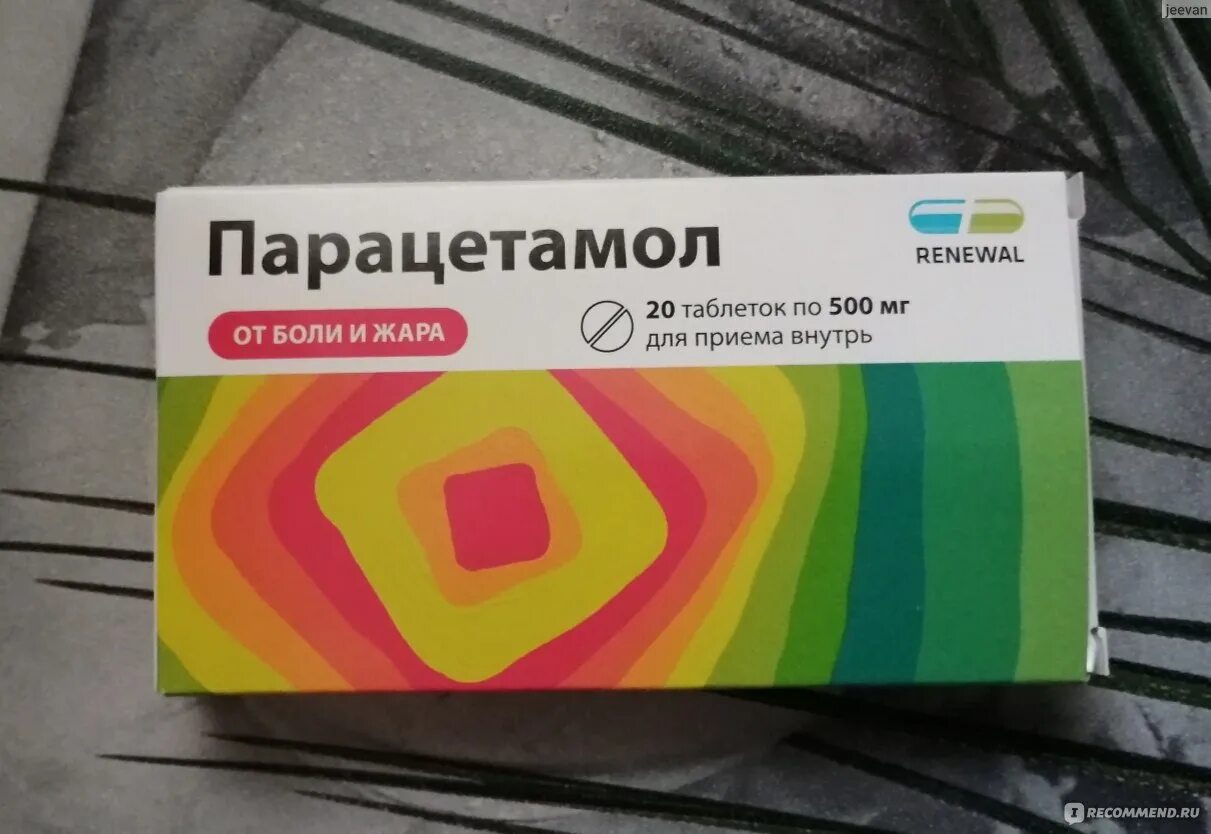 jeevan
Парацетамол
RENEWAL
ОТ БОЛИ И ЖАРА
20 таблеток по 500 мг
для приема внутрь
I RECOMMEND.RU